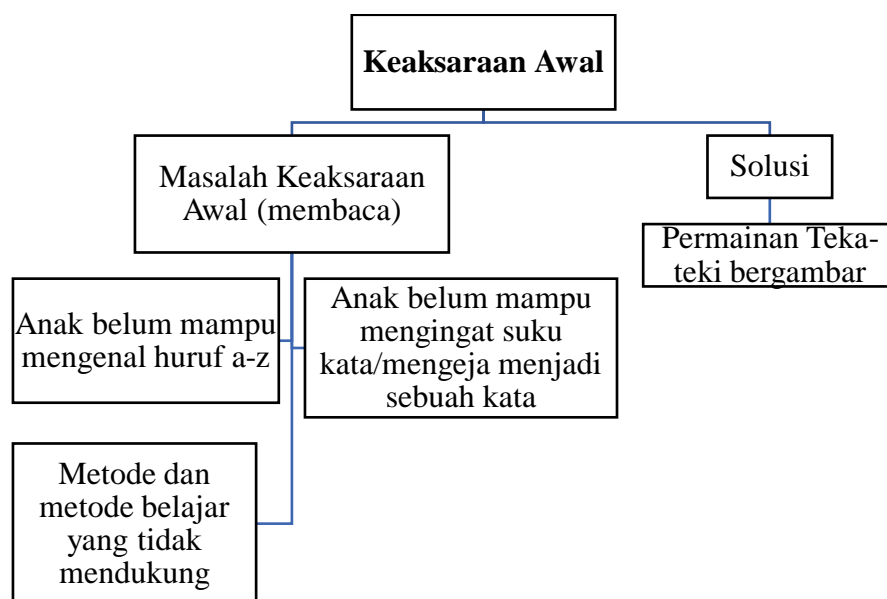 Keaksaraan Awal
Masalah Keaksaraan
Awal (membaca)
Solusi
Permainan Teka-
teki bergambar
Anak belum mampu
mengenal huruf a-z
Anak belum mampu
mengingat suku
kata/mengeja menjadi
sebuah kata
Metode dan
metode belajar
yang tidak
mendukung